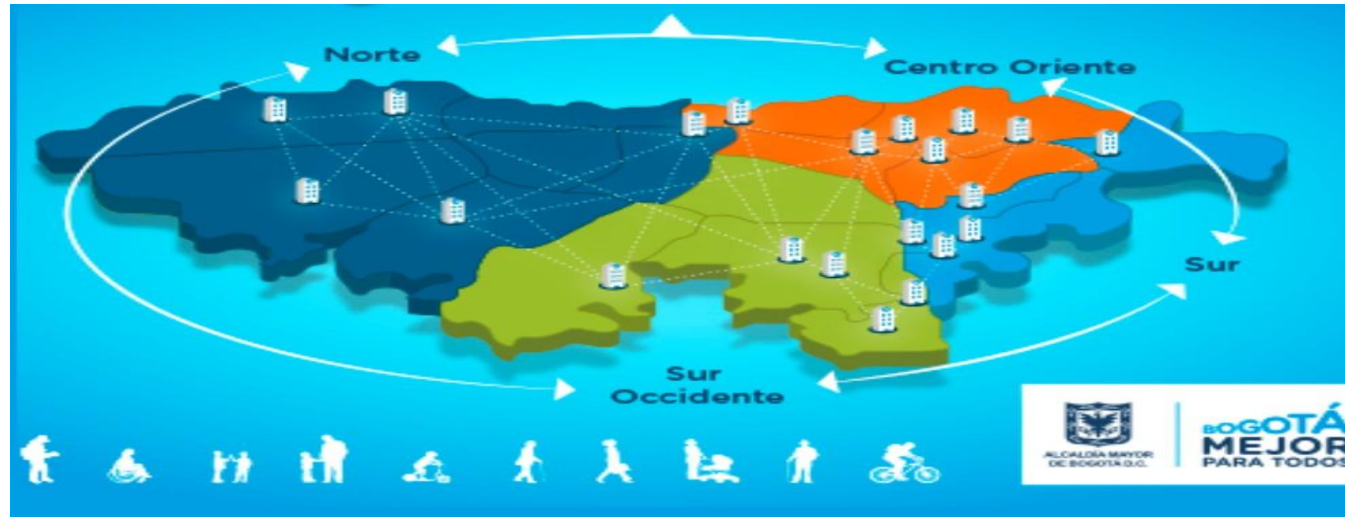 Norte
Centro Oriente
Sur
Sur
Occidente
ALCALDÍA MAYOR
DE BOGOTÁ D.C.
BOGOTÁ
MEJOR
PARA TODOS